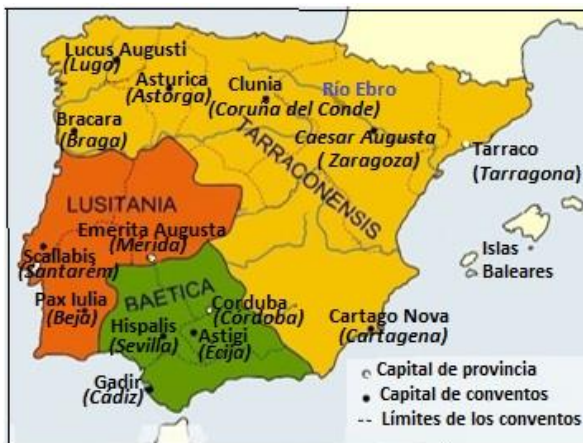 Lucus Augusti
(Lugo)
Asturica
(Astorga)
Clunia
(Coruña del Conde)
Río Ebro
Bracara
(Braga)
Caesar Augusta
( Zaragoza)
TARRACONENSIS
Tarraco
(Tarragona)
LUSITANIA
Emerita Augusta
(Mérida)
Scallabis
(Santarém)
Islas
Baleares
Pax Iulia
(Beja)
BAETICA
Corduba
(Córdoba)
Hispalis
(Sevilla)
Astigi
(Ecija)
Cartago Nova
(Cartagena)
Gadir
(Cádiz)
Capital de provincia
Capital de conventos
Límites de los conventos